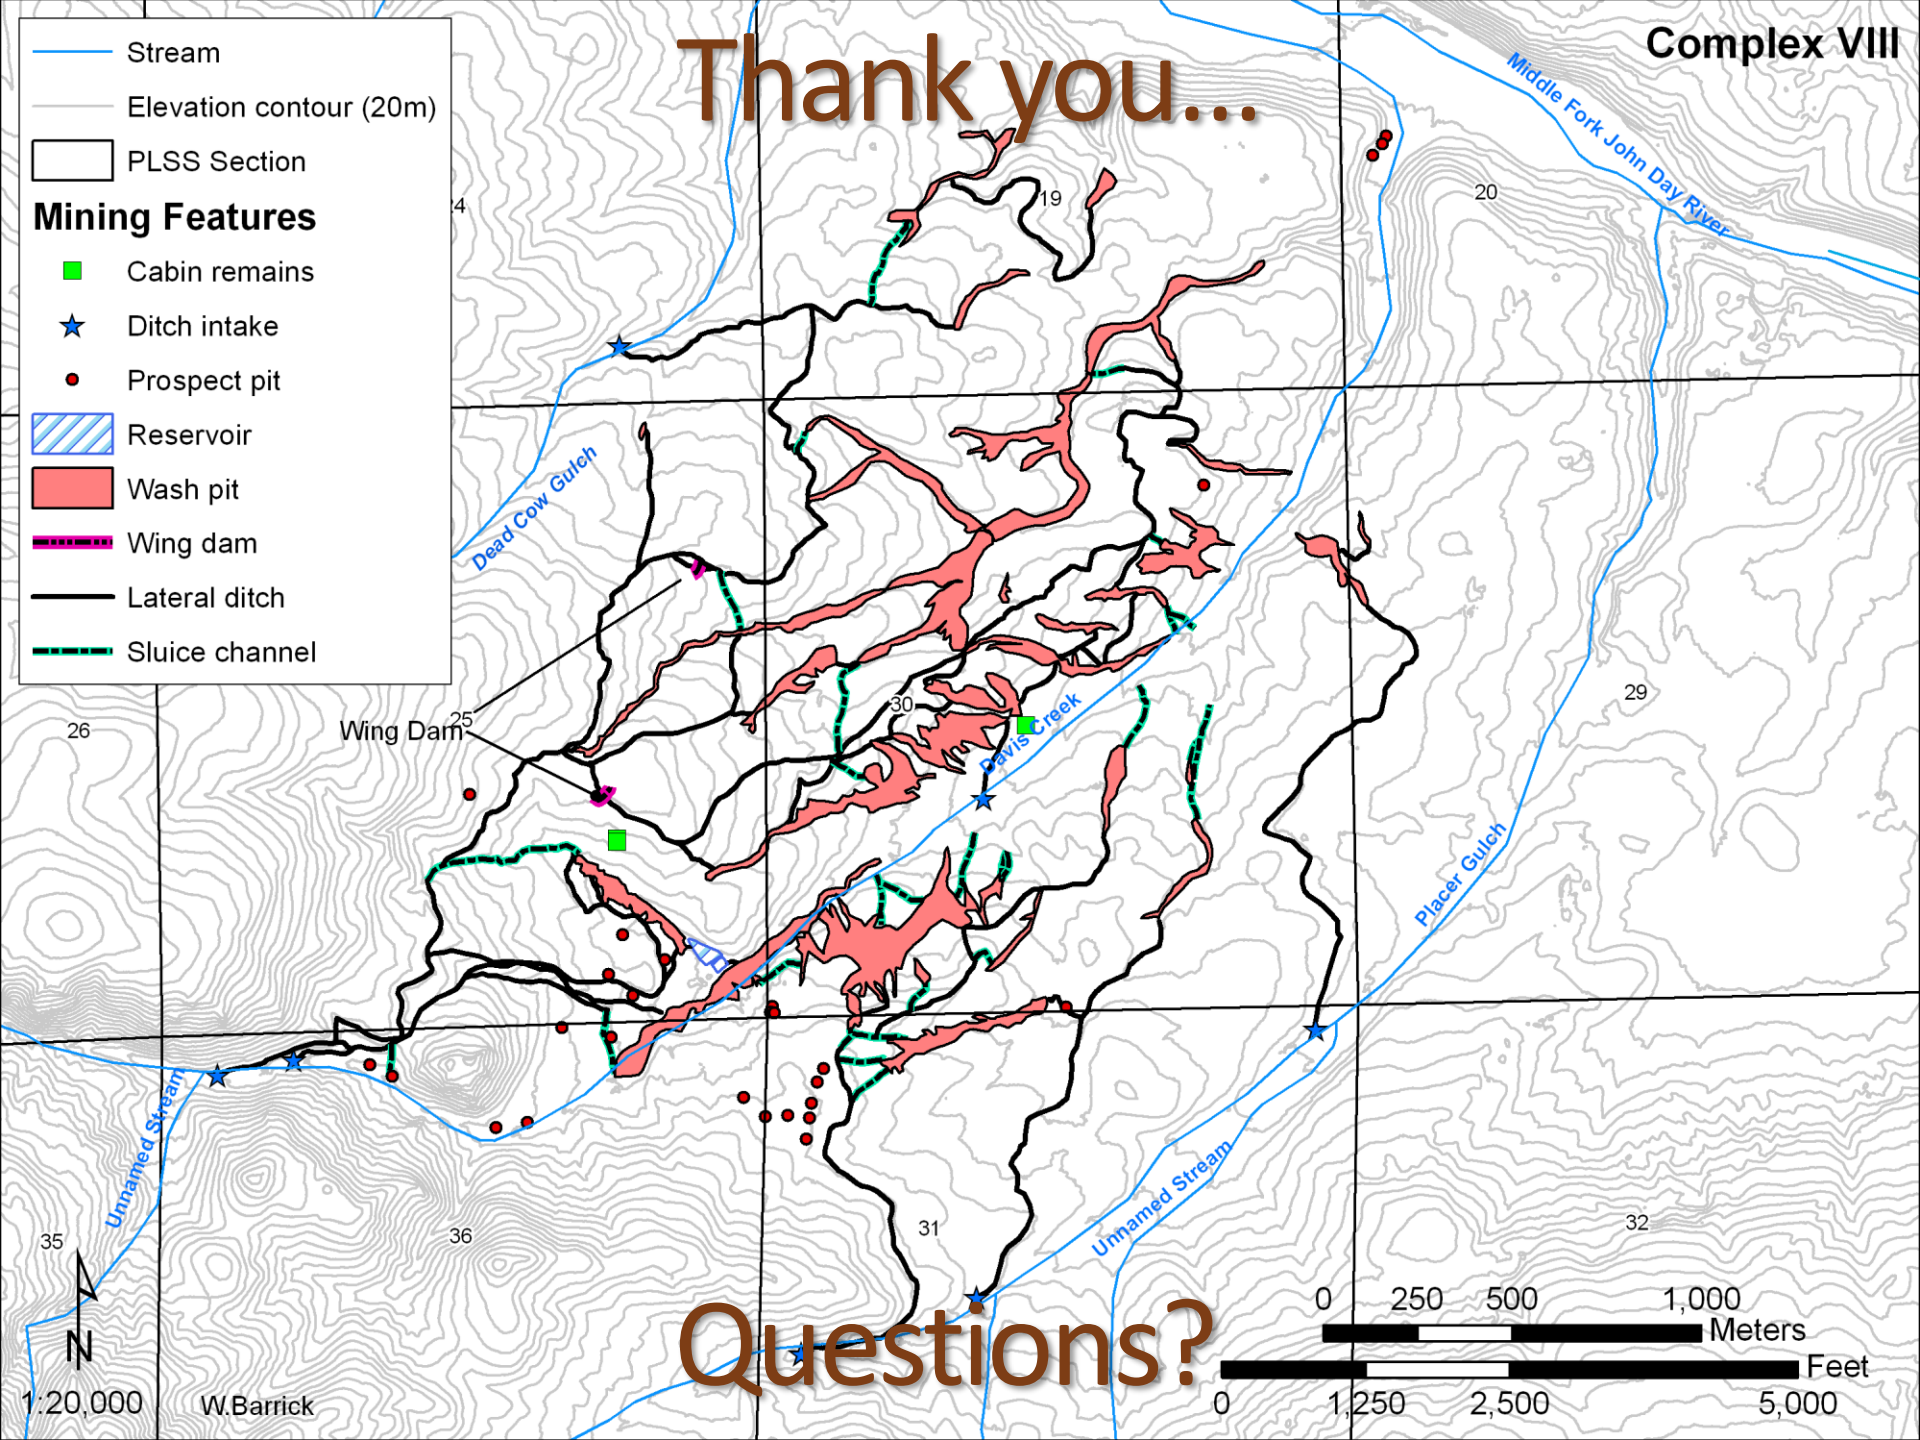 Thank you...
Complex VIII
Stream
Elevation contour (20m)
PLSS Section
Mining Features
Cabin remains
Ditch intake
Prospect pit
Reservoir
Wash pit
Wing dam
Lateral ditch
Sluice channel
Middle Fork John Day River
19
20
24
Dead Cow Gulch
25
26
Wing Dam
30
29
Davis Creek
Placer Gulch
Unnamed Stream
Unnamed Stream
35
36
31
32
N
1:20,000
W.Barrick
Questions?
0 250 500 1,000
Meters
Feet
0 1,250 2,500 5,000